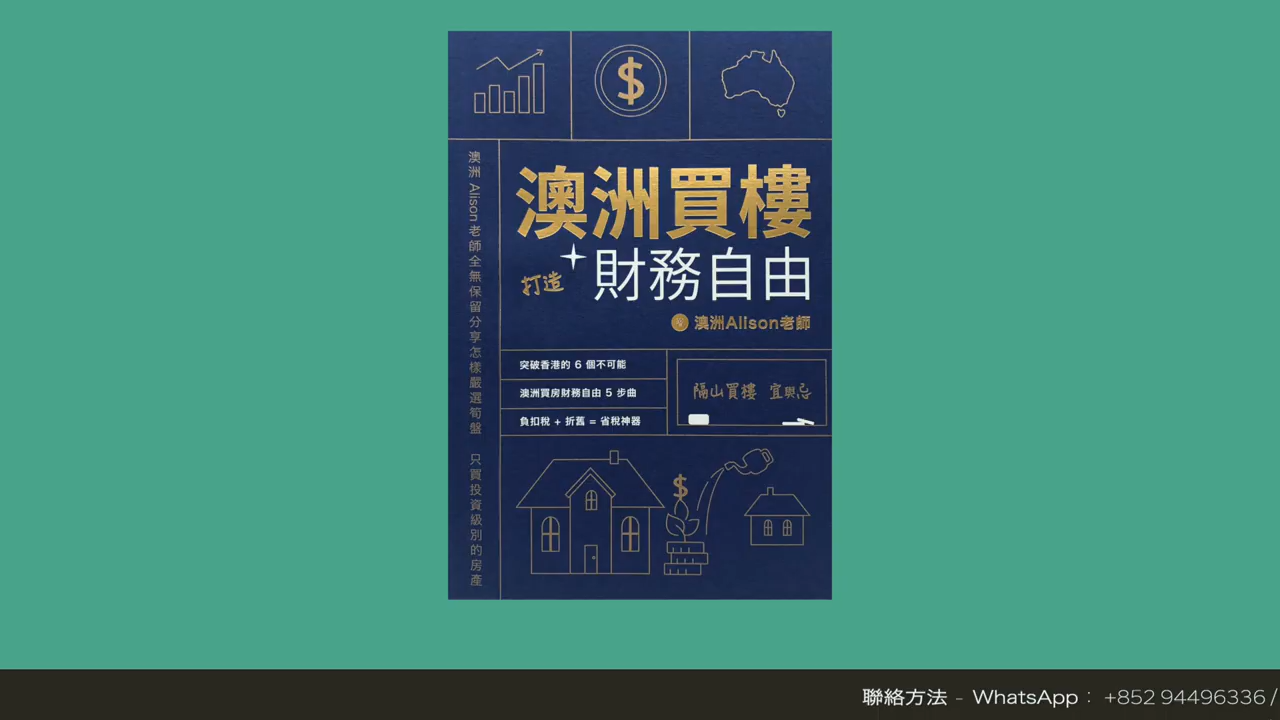 澳洲 Alison 老師全無保留分享怎樣嚴選筍盤 只買投資級別的房產
澳洲買樓
打造 財務自由
澳洲Alison老師
突破香港的 6 個不可能
澳洲買房財務自由 5 步曲
負扣稅 + 折舊 = 省稅神器
隔山買樓 宜與忌
聯絡方法 - WhatsApp： +852 94496336 /